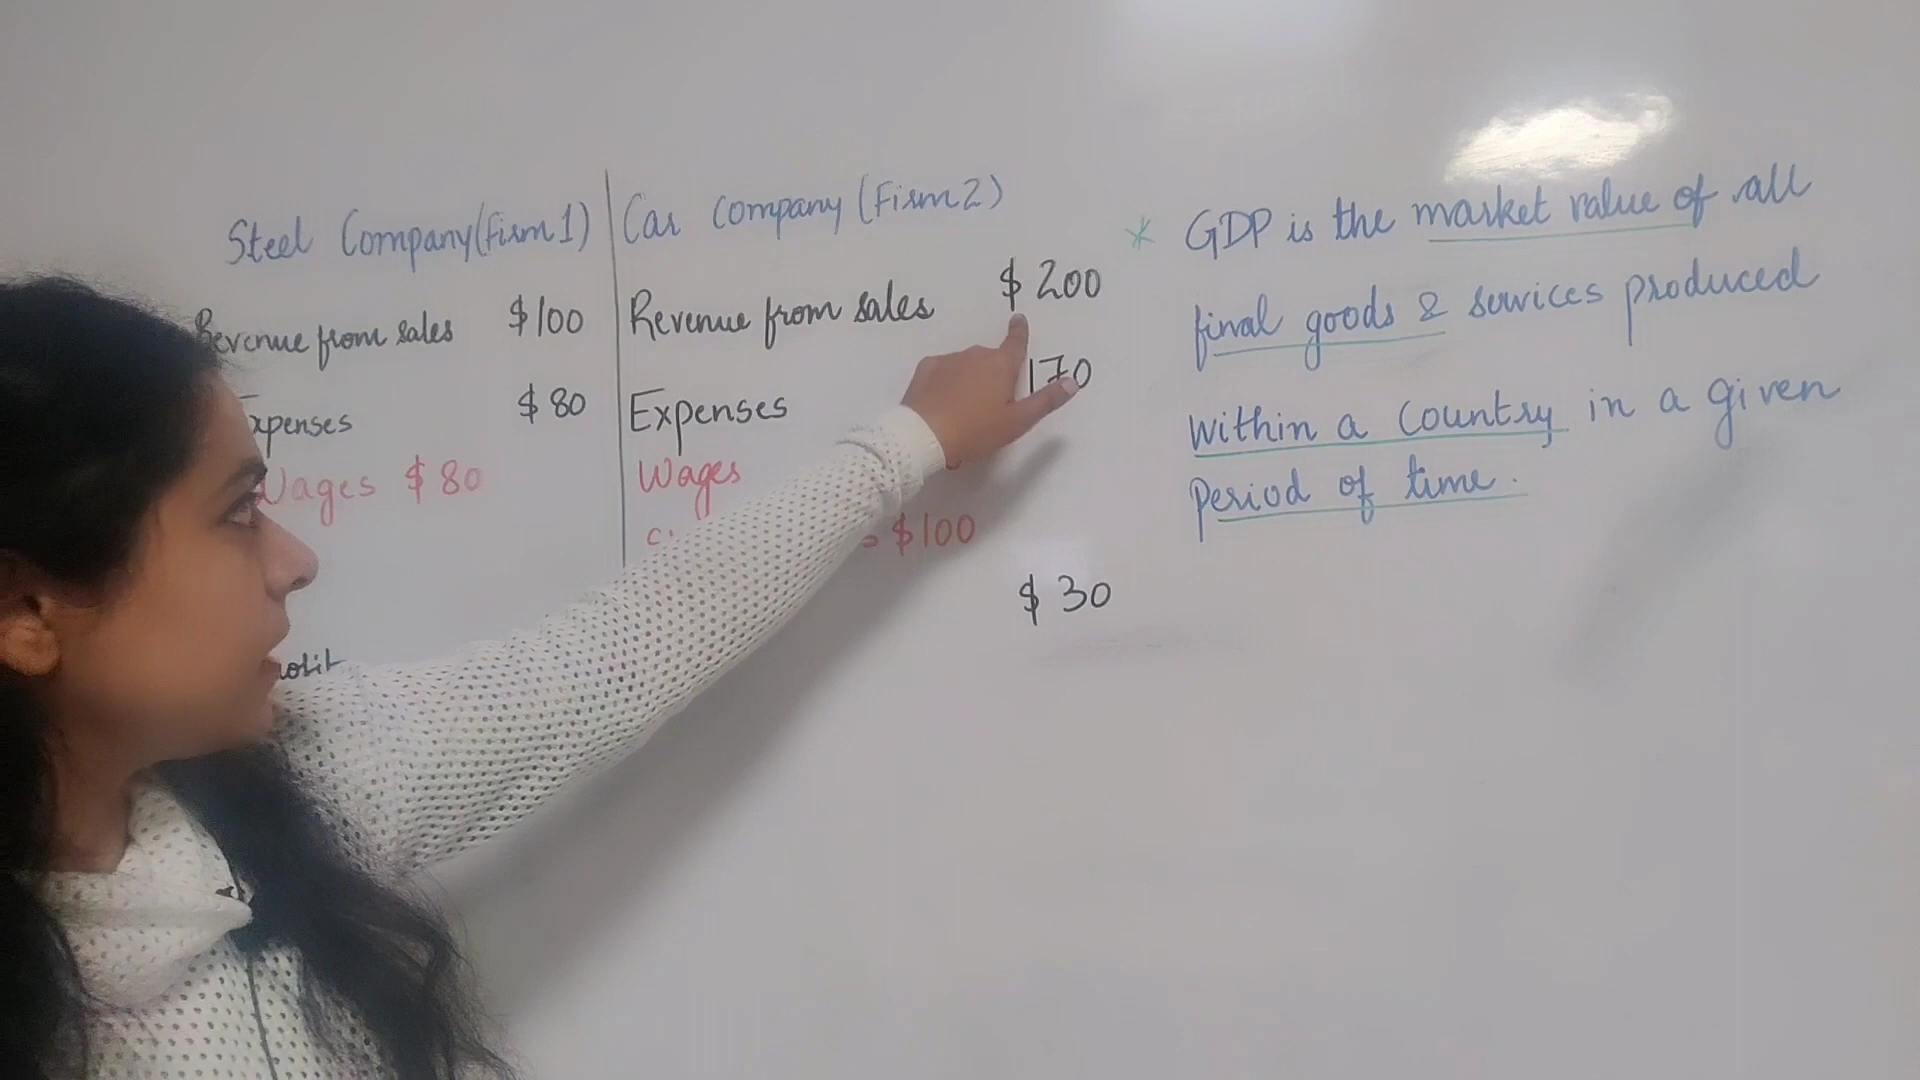 Steel Company(Firm 1) Car Company (Firm 2)
Revenue from sales $100 Revenue from sales $ 200
Expenses $ 80 Expenses 170
Wages $ 80 Wages
$100
$ 30
Profit
* GDP is the market value of all
final goods & services produced
within a country in a given
period of time.